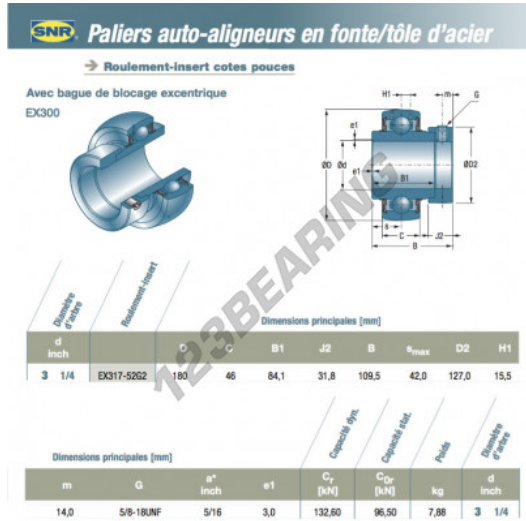 SNR Paliers auto-aligneurs en fonte/tôle d'acier
Roulement-insert cotes pouces
Avec bague de blocage excentrique
EX300
H1 m G
e1
ØD Ød ØD2
e1 B1
s
C J2
B
123BEARING
Diamètre d'arbre Roulement-insert
Dimensions principales [mm]
d inch D C B1 J2 B smax D2 H1
3 1/4 EX317-52G2 180 46 84,1 31,8 109,5 42,0 127,0 15,5
Dimensions principales [mm] Capacité dyn. Capacité stat. Poids Diamètre d'arbre
m G a* inch e1 Cr [kN] C0r [kN] kg d inch
14,0 5/8-18UNF 5/16 3,0 132,60 96,50 7,88 3 1/4